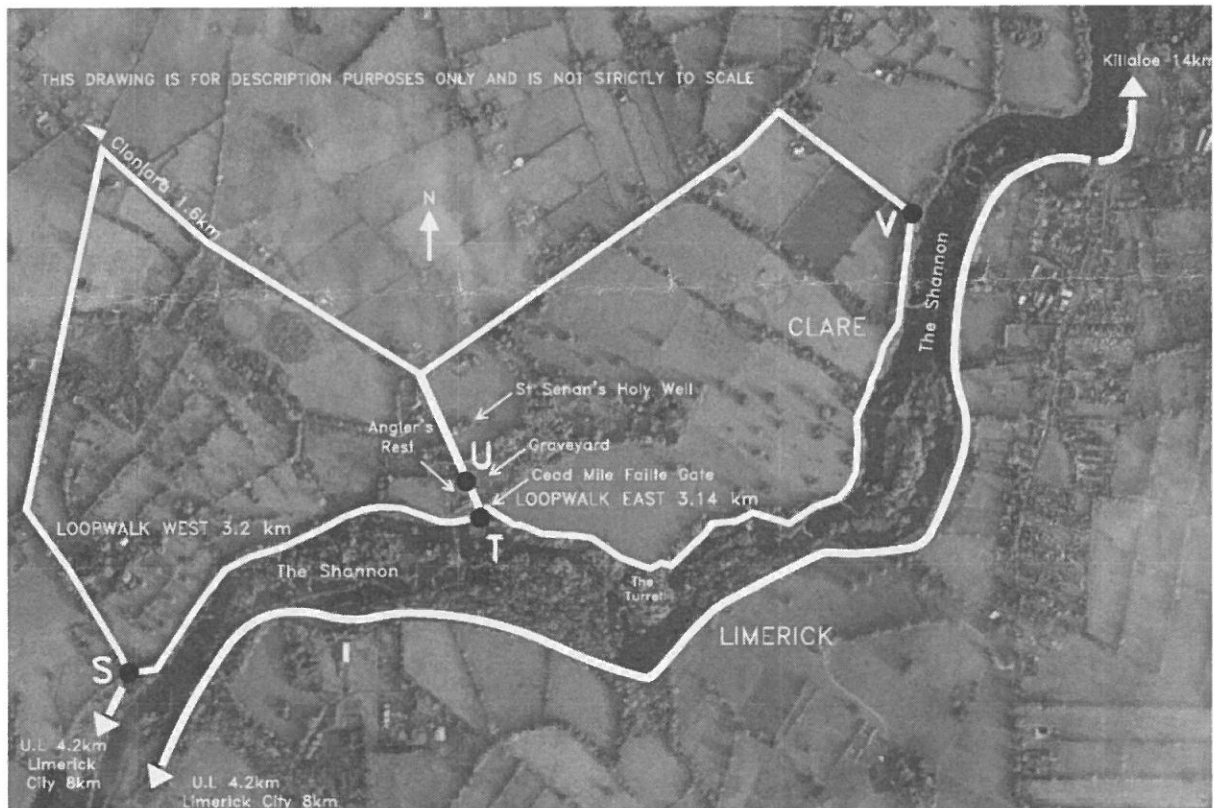 Killaloe 14km
THIS DRAWING IS FOR DESCRIPTION PURPOSES ONLY AND IS NOT STRICTLY TO SCALE
Clonlara 1.6km
N
V
The Shannon
CLARE
St Senan's Holy Well
Angler's
Rest
U
Graveyard
Cead Mile Failte Gate
LOOPWALK EAST 3.14 km
LOOPWALK WEST 3.2 km
T
The Shannon
The
Turret
LIMERICK
S
U.L 4.2km
Limerick
City 8km
U.L 4.2km
Limerick City 8km